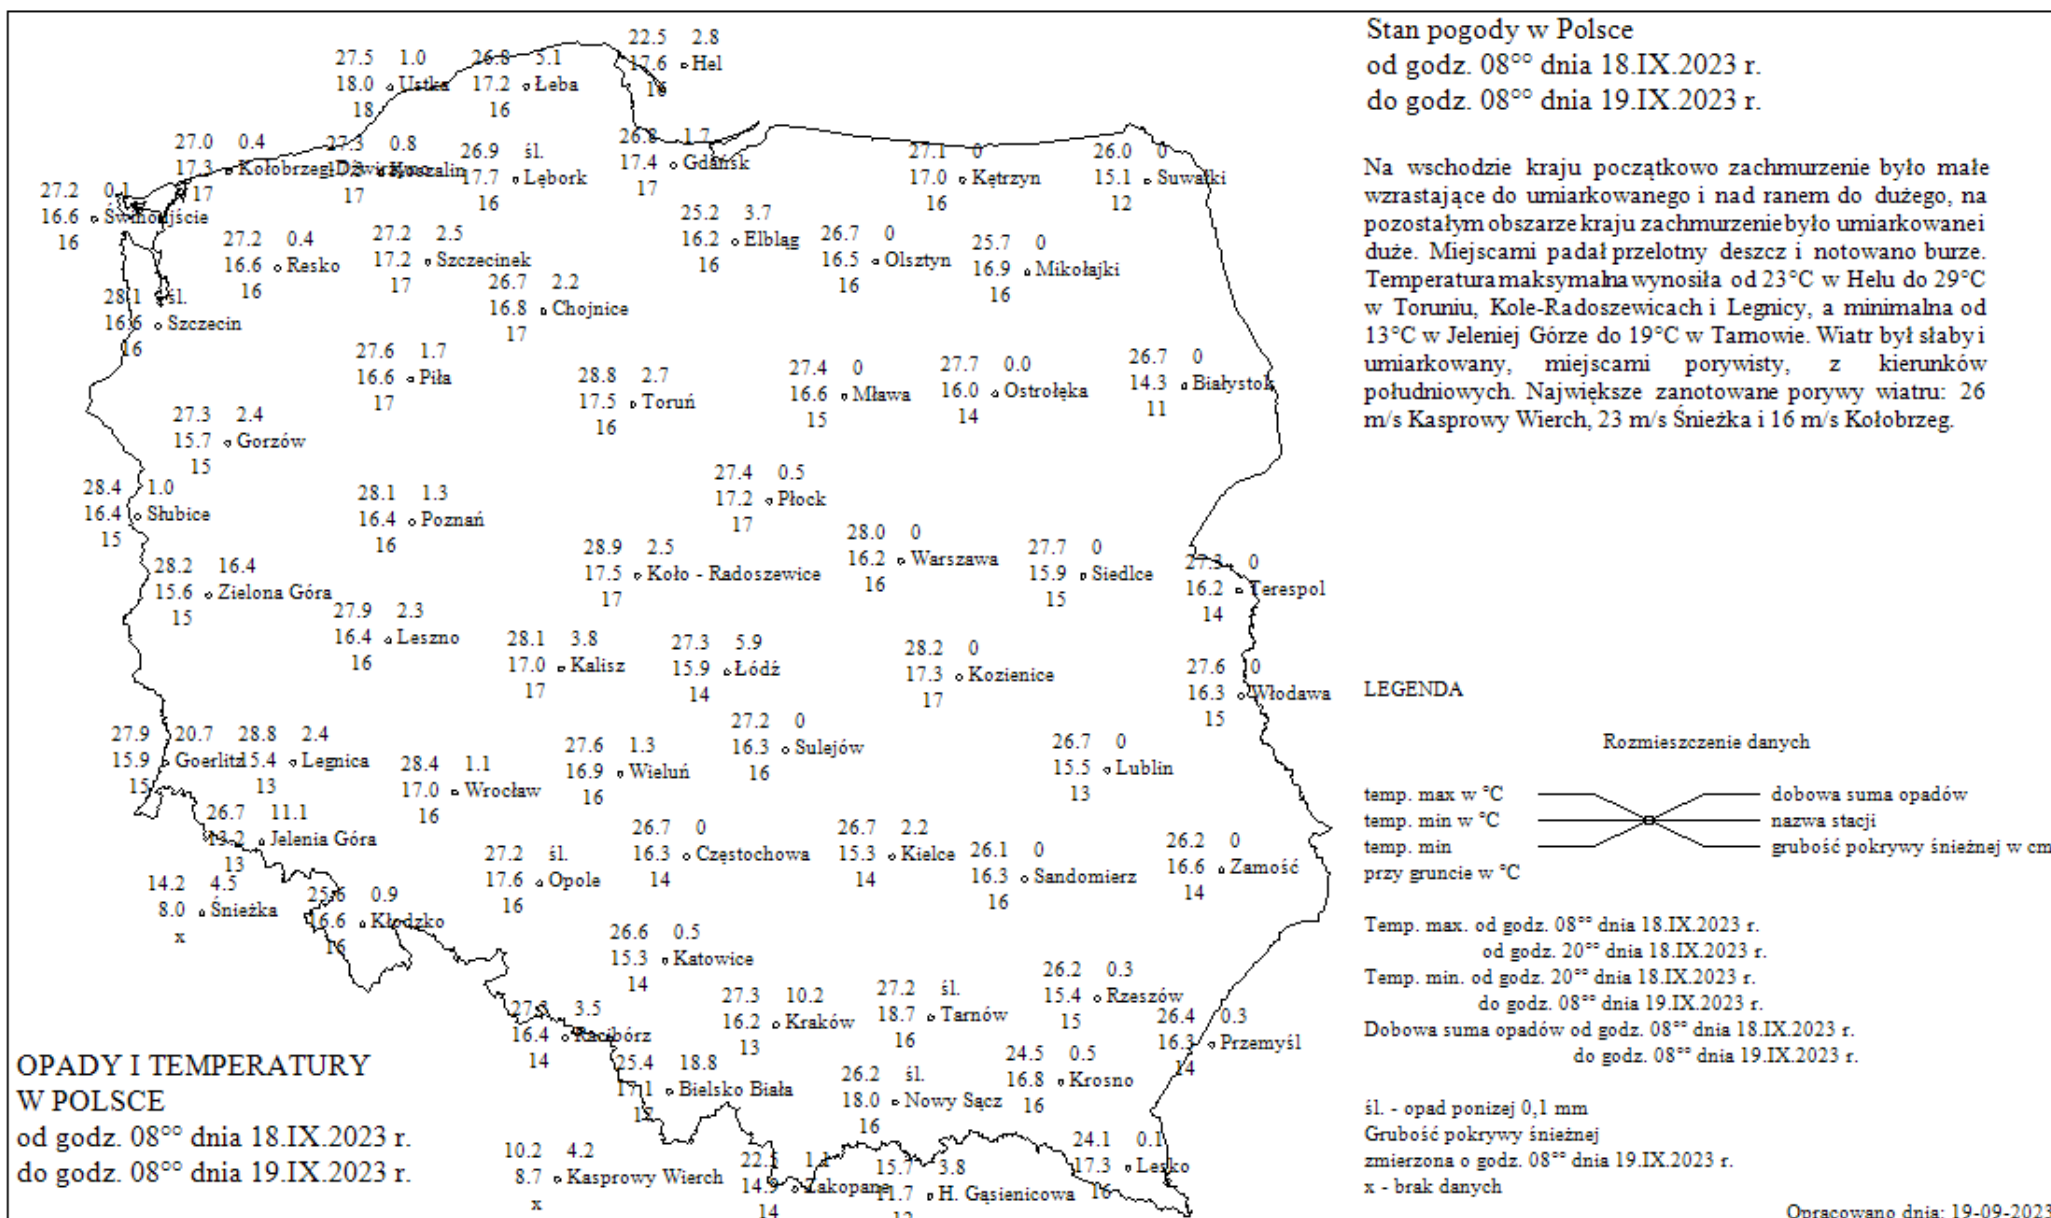 22.5 2.8
17.6 Hel
16
27.5 1.0
18.0 Ustka
18
26.8 5.1
17.2 Łeba
16
27.0 0.4
17.3 Kołobrzeg-Dźwirzyno
17
27.3 0.8
Koszalin
17
26.9 śl.
17.7 Lębork
16
26.8 1.7
17.4 Gdańsk
17
27.1 0
17.0 Kętrzyn
16
26.0 0
15.1 Suwałki
12
27.2 0.1
16.6 Świnoujście
16
27.2 0.4
16.6 Resko
16
27.2 2.5
17.2 Szczecinek
17
25.2 3.7
16.2 Elbląg
16
26.7 0
16.5 Olsztyn
16
25.7 0
16.9 Mikołajki
16
28.1 śl.
16.6 Szczecin
16
26.7 2.2
16.8 Chojnice
17
27.6 1.7
16.6 Piła
17
28.8 2.7
17.5 Toruń
16
27.4 0
16.6 Mława
15
27.7 0.0
16.0 Ostrołęka
14
26.7 0
14.3 Białystok
11
27.3 2.4
15.7 Gorzów
15
28.4 1.0
16.4 Słubice
15
28.1 1.3
16.4 Poznań
16
27.4 0.5
17.2 Płock
17
28.9 2.5
17.5 Koło - Radoszewice
17
28.0 0
16.2 Warszawa
16
27.7 0
15.9 Siedlce
15
27.3 0
16.2 Terespol
14
28.2 16.4
15.6 Zielona Góra
15
27.9 2.3
16.4 Leszno
16
28.1 3.8
17.0 Kalisz
17
27.3 5.9
15.9 Łódź
14
28.2 0
17.3 Kozienice
17
27.6 0
16.3 Włodawa
15
27.9 20.7
15.9 Goerlitz
15
28.8 2.4
15.4 Legnica
13
28.4 1.1
17.0 Wrocław
16
27.6 1.3
16.9 Wieluń
16
27.2 0
16.3 Sulejów
16
26.7 0
15.5 Lublin
13
26.7 11.1
13.2 Jelenia Góra
13
27.2 śl.
17.6 Opole
16
26.7 0
16.3 Częstochowa
14
26.7 2.2
15.3 Kielce
14
26.1 0
16.3 Sandomierz
16
26.2 0
16.6 Zamość
14
14.2 4.5
8.0 Śnieżka
x
25.6 0.9
16.6 Kłodzko
16
26.6 0.5
15.3 Katowice
14
27.3 3.5
16.4 Racibórz
14
27.3 10.2
16.2 Kraków
13
27.2 śl.
18.7 Tarnów
16
26.2 0.3
15.4 Rzeszów
15
26.4 0.3
16.3 Przemyśl
14
25.4 18.8
17.1 Bielsko Biała
26.2 śl.
18.0 Nowy Sącz
16
24.5 0.5
16.8 Krosno
16
10.2 4.2
8.7 Kasprowy Wierch
x
22.3 1.1
14.9 Zakopane
14
15.7 3.8
11.7 H. Gąsienicowa
24.1 0.1
17.3 Lesko
16
OPADY I TEMPERATURY
W POLSCE
od godz. 08°° dnia 18.IX.2023 r.
do godz. 08°° dnia 19.IX.2023 r.
Stan pogody w Polsce
od godz. 08°° dnia 18.IX.2023 r.
do godz. 08°° dnia 19.IX.2023 r.
Na wschodzie kraju początkowo zachmurzenie było małe
wzrastające do umiarkowanego i nad ranem do dużego, na
pozostałym obszarze kraju zachmurzenie było umiarkowane i
duże. Miejscami padał przelotny deszcz i notowano burze.
Temperatura maksymalna wynosiła od 23°C w Helu do 29°C
w Toruniu, Kole-Radoszewicach i Legnicy, a minimalna od
13°C w Jeleniej Górze do 19°C w Tarnowie. Wiatr był słaby i
umiarkowany, miejscami porywisty, z kierunków
południowych. Największe zanotowane porywy wiatru: 26
m/s Kasprowy Wierch, 23 m/s Śnieżka i 16 m/s Kołobrzeg.
LEGENDA
Rozmieszczenie danych
temp. max w °C dobowa suma opadów
temp. min w °C nazwa stacji
temp. min grubość pokrywy śnieżnej w cm
przy gruncie w °C
Temp. max. od godz. 08°° dnia 18.IX.2023 r.
od godz. 20°° dnia 18.IX.2023 r.
Temp. min. od godz. 20°° dnia 18.IX.2023 r.
do godz. 08°° dnia 19.IX.2023 r.
Dobowa suma opadów od godz. 08°° dnia 18.IX.2023 r.
do godz. 08°° dnia 19.IX.2023 r.
śl. - opad ponizej 0,1 mm
Grubość pokrywy śnieżnej
zmierzona o godz. 08°° dnia 19.IX.2023 r.
x - brak danych
Opracowano dnia: 19-09-2023